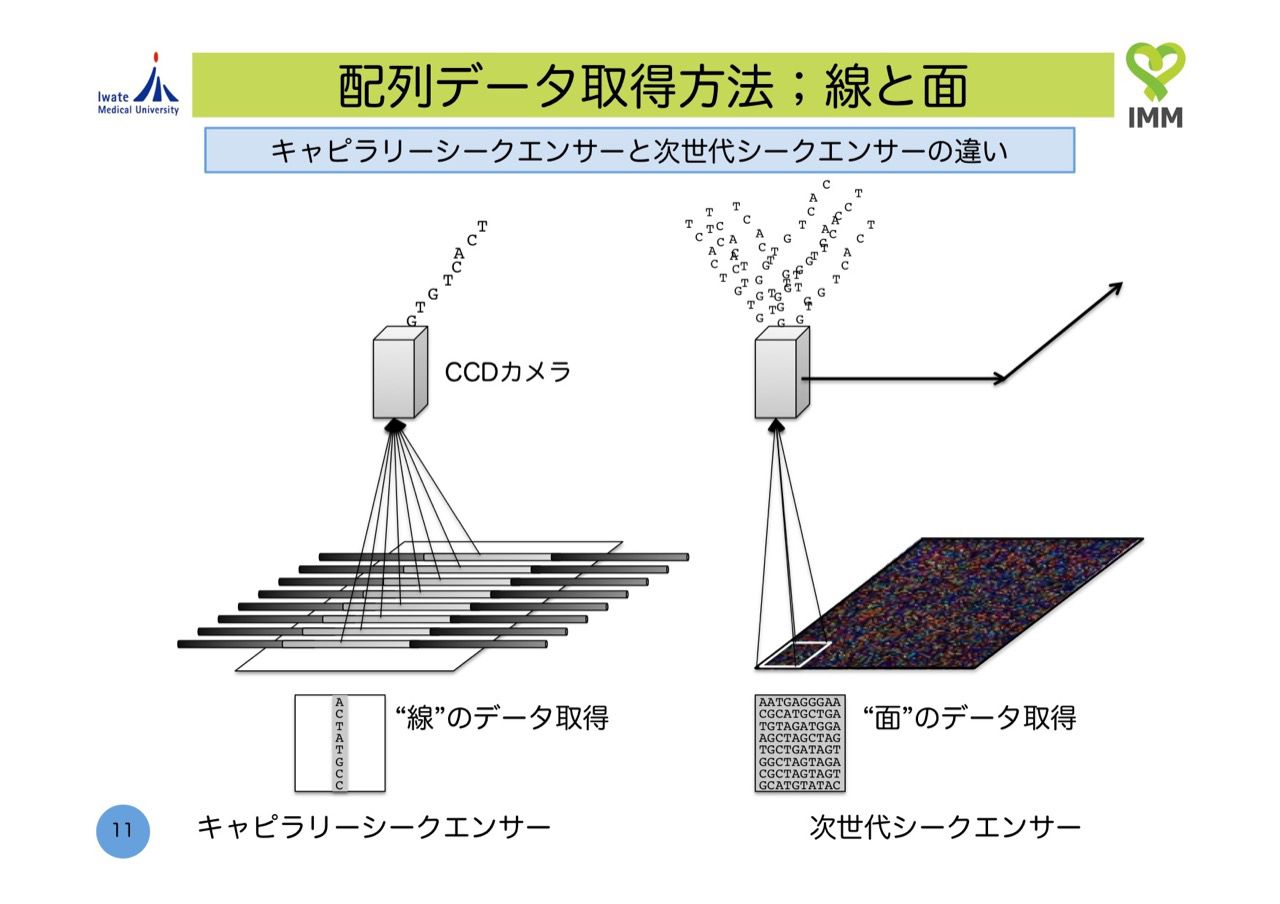 Iwate
Medical University
配列データ取得方法；線と面
IMM
キャピラリーシークエンサーと次世代シークエンサーの違い
GTGTCACT
CCDカメラ
A
C
T
A
T
G
C
C
“線”のデータ取得
AATGAGGGAA
CGCATGCTGA
TGTAGATGGA
AGCTAGCTAG
TGCTGATAGT
GGCTAGTAGA
CGCTAGTAGT
GCATGTATAC
“面”のデータ取得
11
キャピラリーシークエンサー
次世代シークエンサー